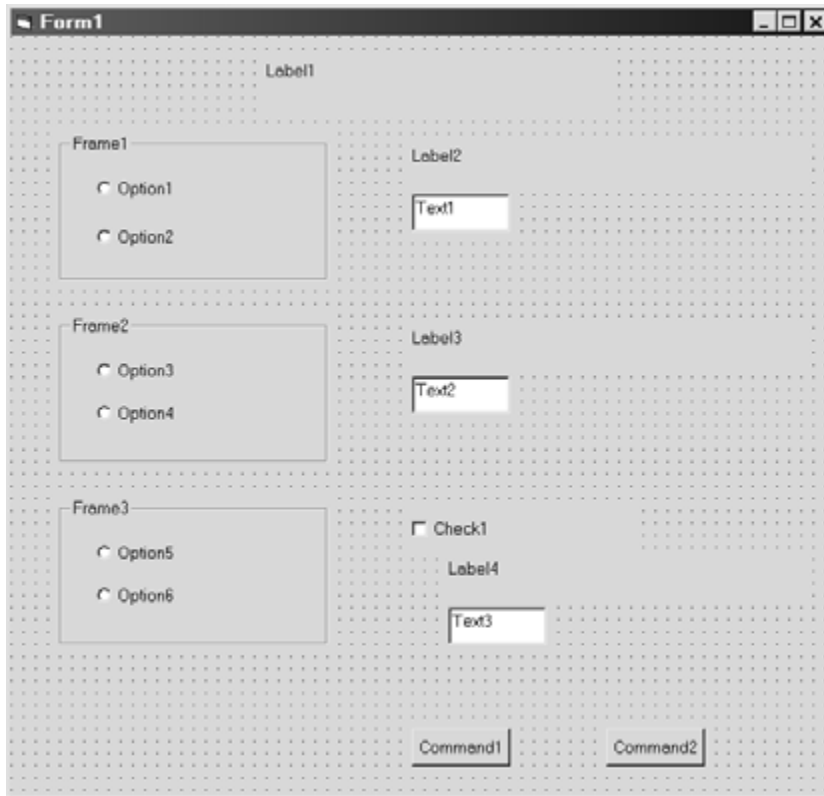 Form1
Label1
Frame1
Option1
Option2
Label2
Text1
Frame2
Option3
Option4
Label3
Text2
Frame3
Option5
Option6
Check1
Label4
Text3
Command1
Command2